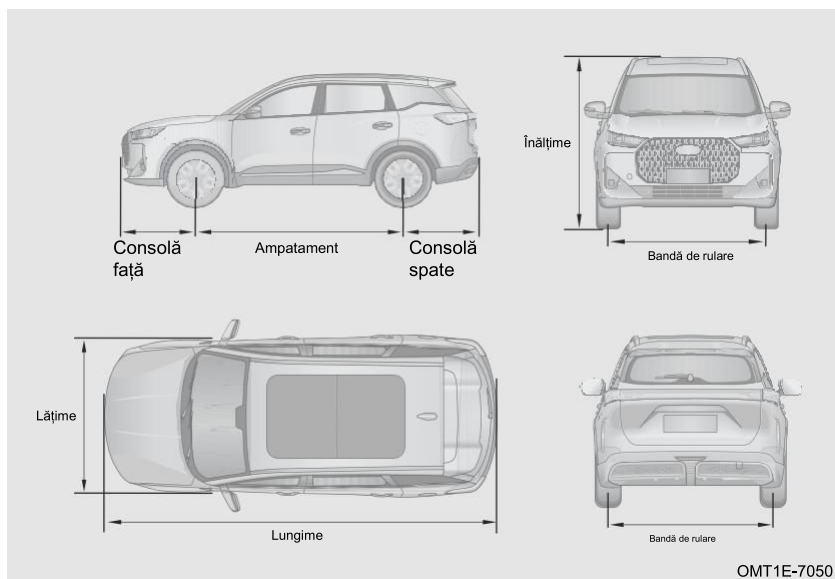 Înălțime
Consolă
față
Ampatament
Consolă
spate
Bandă de rulare
Lățime
Lungime
Bandă de rulare
OMT1E-7050